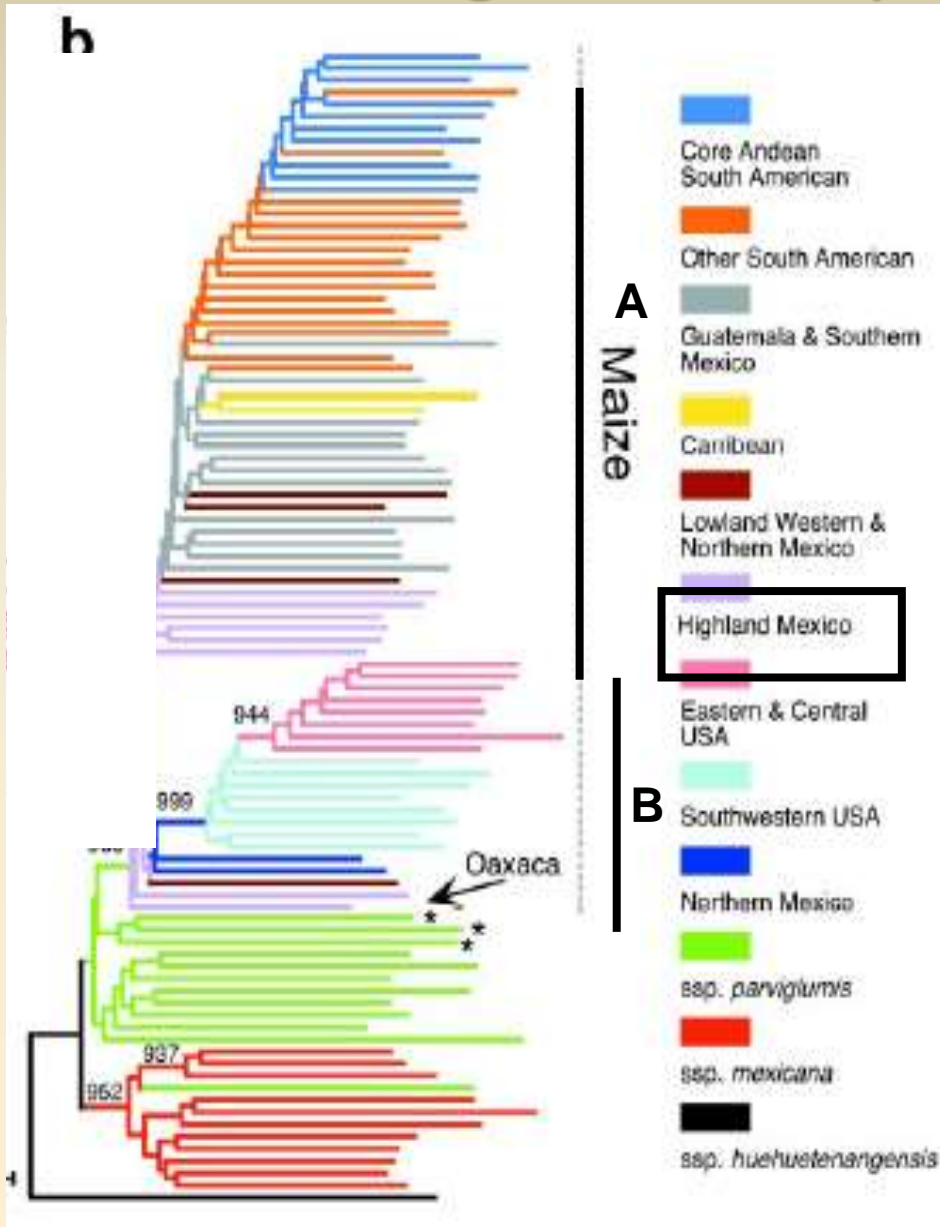 b
A
Maize
B
944
999
Oaxaca
*
*
*
937
952
Core Andean
South American
Other South American
Guatemala & Southern
Mexico
Carribean
Lowland Western &
Northern Mexico
Highland Mexico
Eastern & Central
USA
Southwestern USA
Northern Mexico
ssp. parviglumis
ssp. mexicana
ssp. huehuetenangensis